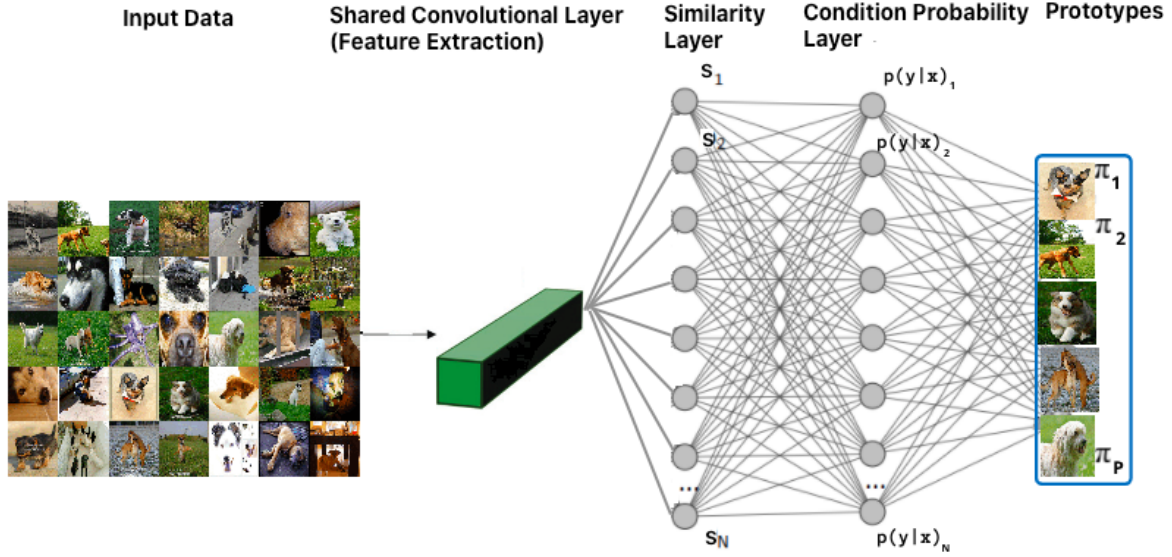 Input Data
Shared Convolutional Layer
(Feature Extraction)
Similarity
Layer
Condition Probability
Layer
Prototypes
S1
S2
...
SN
p(y|x)1
p(y|x)2
...
p(y|x)N
π1
π2
πP